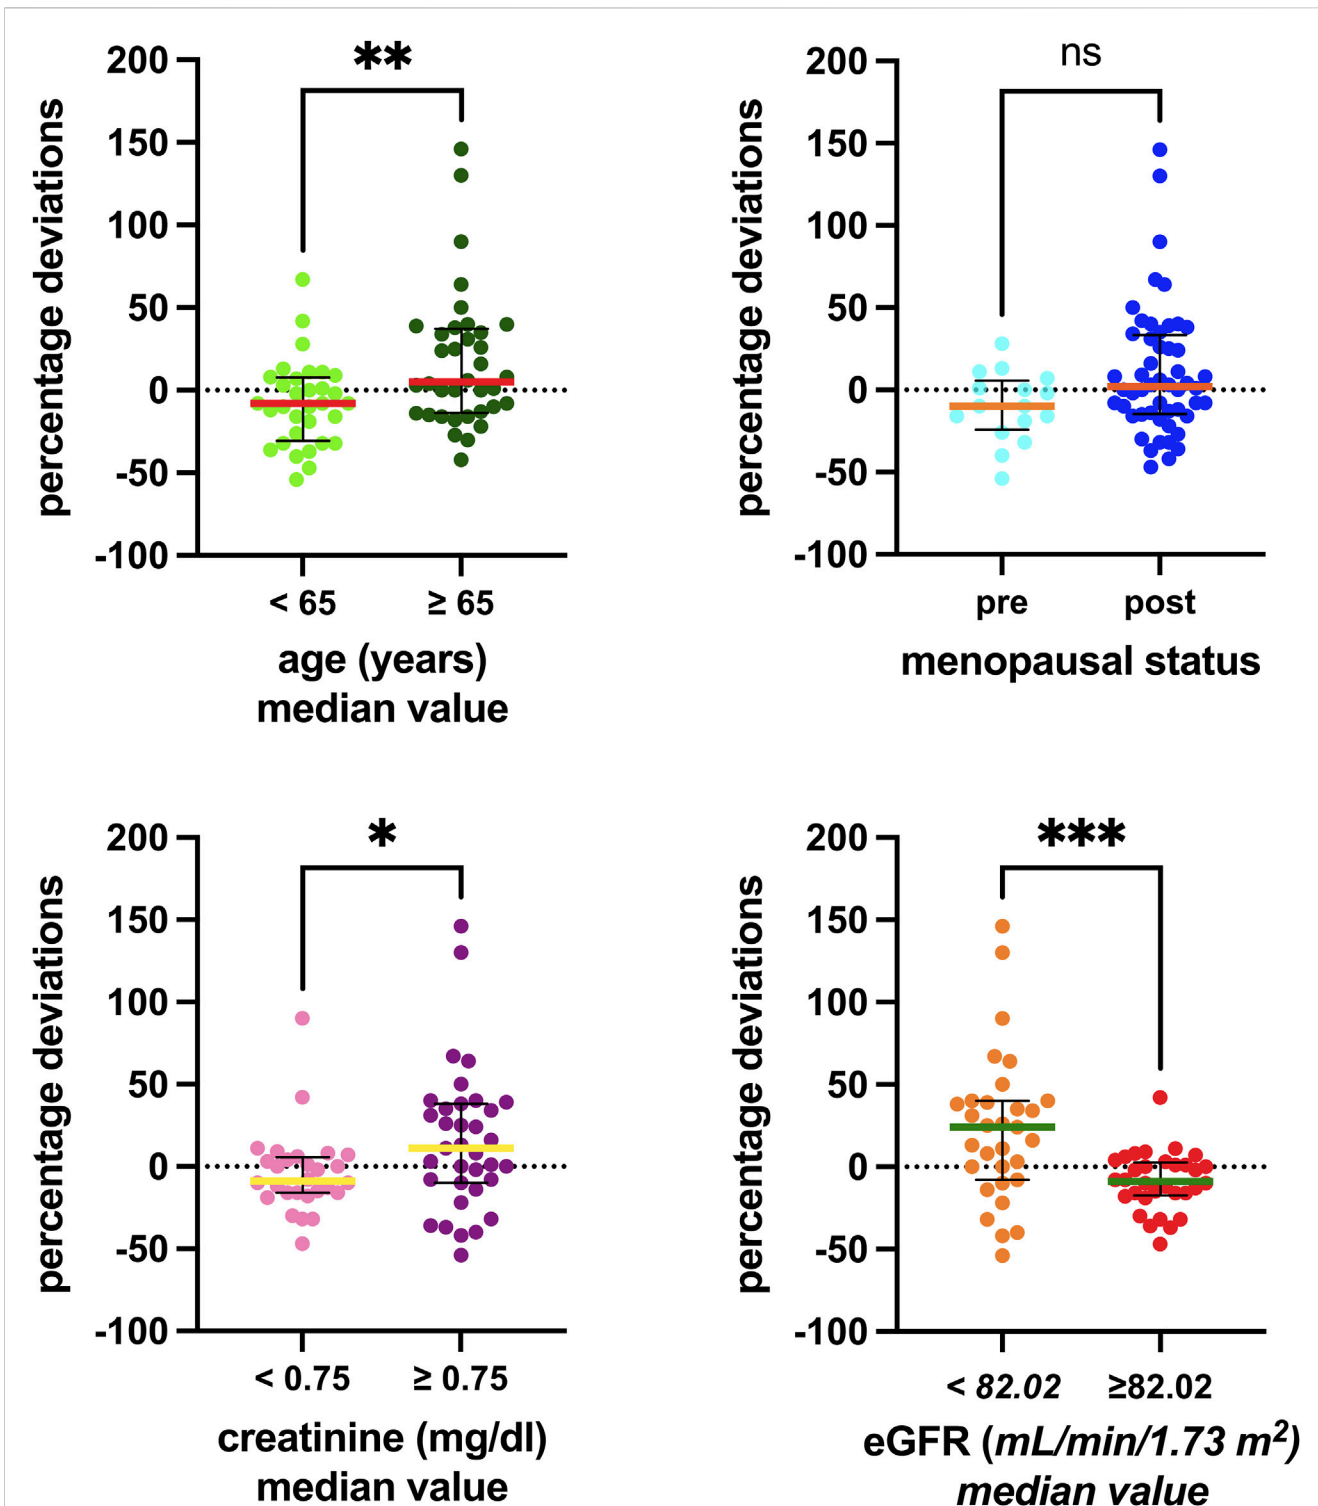 **
200
150
100
50
0
-50
-100
percentage deviations
< 65
≥ 65
age (years)
median value
ns
200
150
100
50
0
-50
-100
percentage deviations
pre
post
menopausal status
*
200
150
100
50
0
-50
-100
percentage deviations
< 0.75
≥ 0.75
creatinine (mg/dl)
median value
***
200
150
100
50
0
-50
-100
percentage deviations
< 82.02
≥82.02
eGFR (mL/min/1.73 m²)
median value